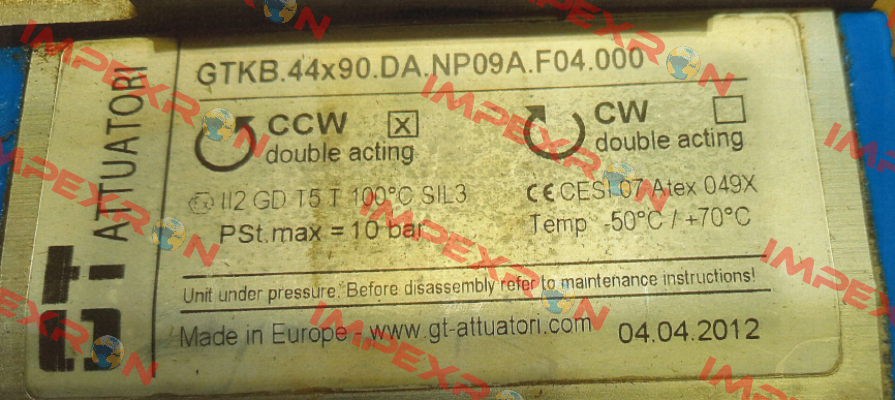 GTKB.44x90.DA.NP09A.F04.000
CCW X
double acting
CW
double acting
II2 GD T5 T 100°C SIL3
PSt.max = 10 bar
CE CESI 07 Atex 049X
Temp -50°C / +70°C
Unit under pressure. Before disassembly refer to maintenance instructions!
Made in Europe - www.gt-attuatori.com 04.04.2012
GT ATTUATORI
IMPEXRON